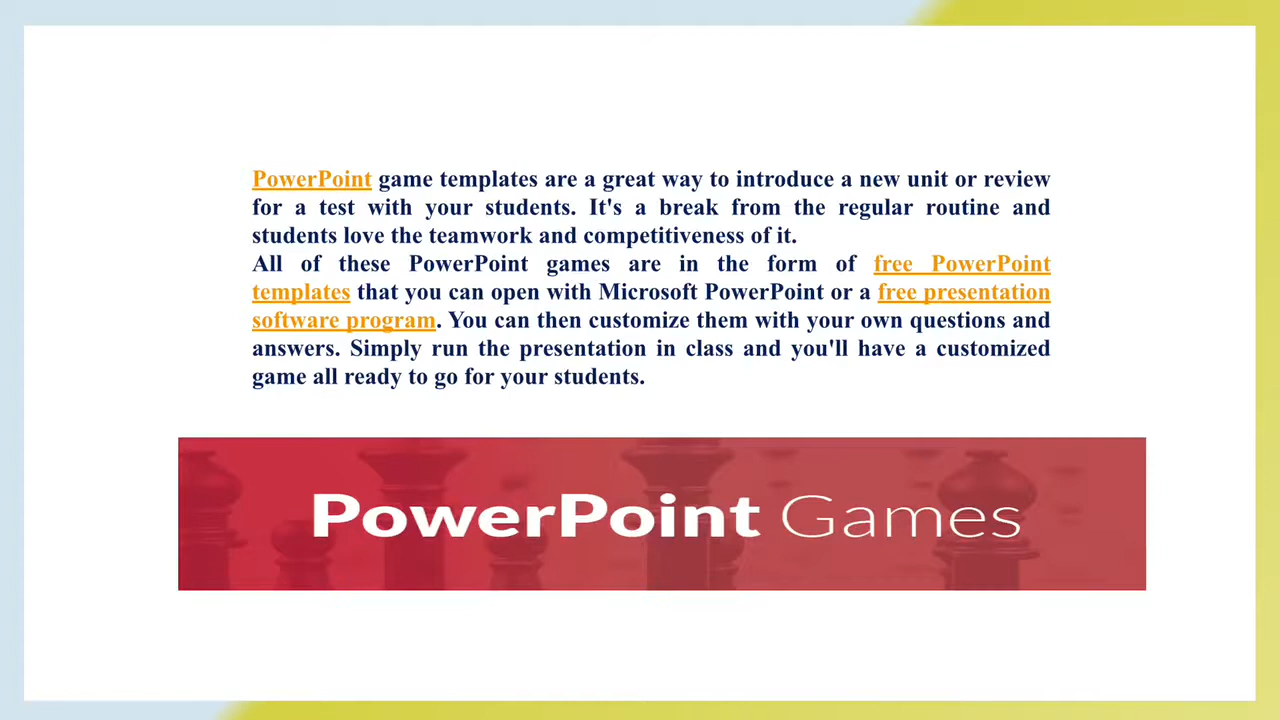 PowerPoint game templates are a great way to introduce a new unit or review
for a test with your students. It's a break from the regular routine and
students love the teamwork and competitiveness of it.
All of these PowerPoint games are in the form of free PowerPoint
templates that you can open with Microsoft PowerPoint or a free presentation
software program. You can then customize them with your own questions and
answers. Simply run the presentation in class and you'll have a customized
game all ready to go for your students.
PowerPoint Games